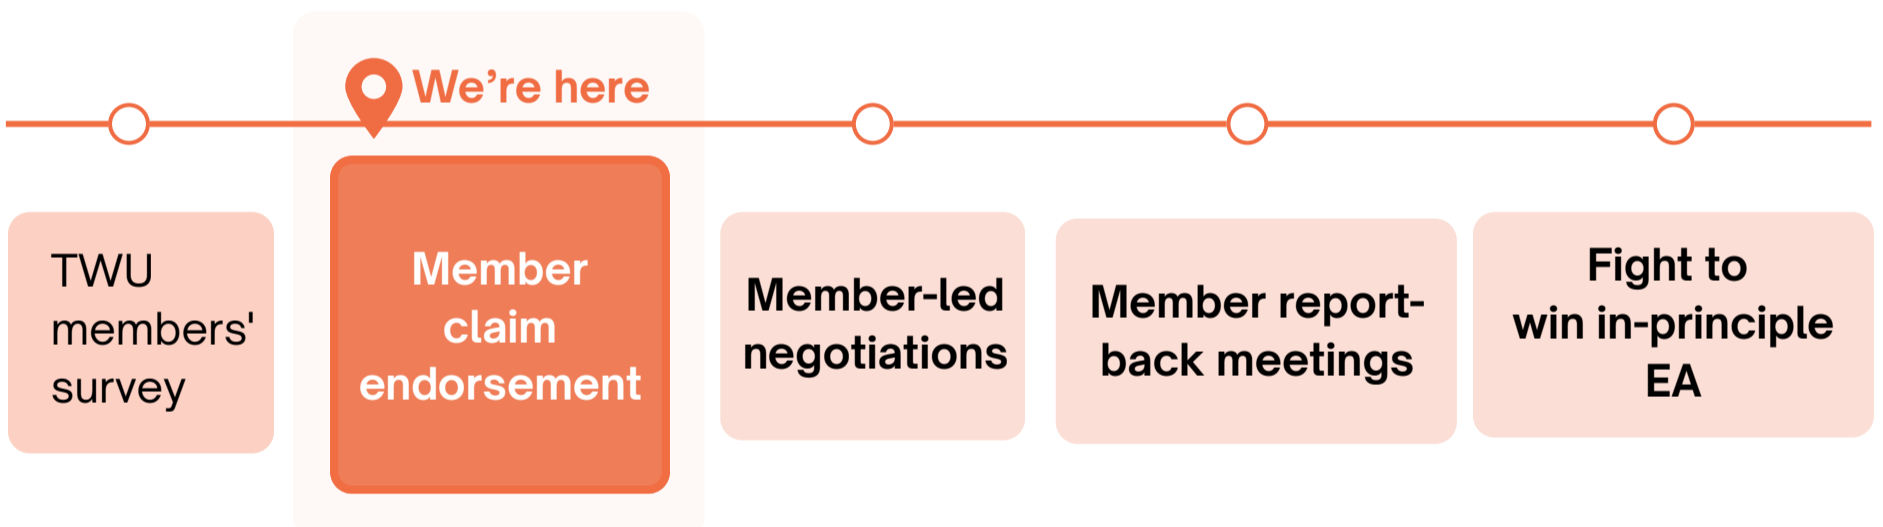 We’re here
TWU
members'
survey
Member
claim
endorsement
Member-led
negotiations
Member report-
back meetings
Fight to
win in-principle
EA